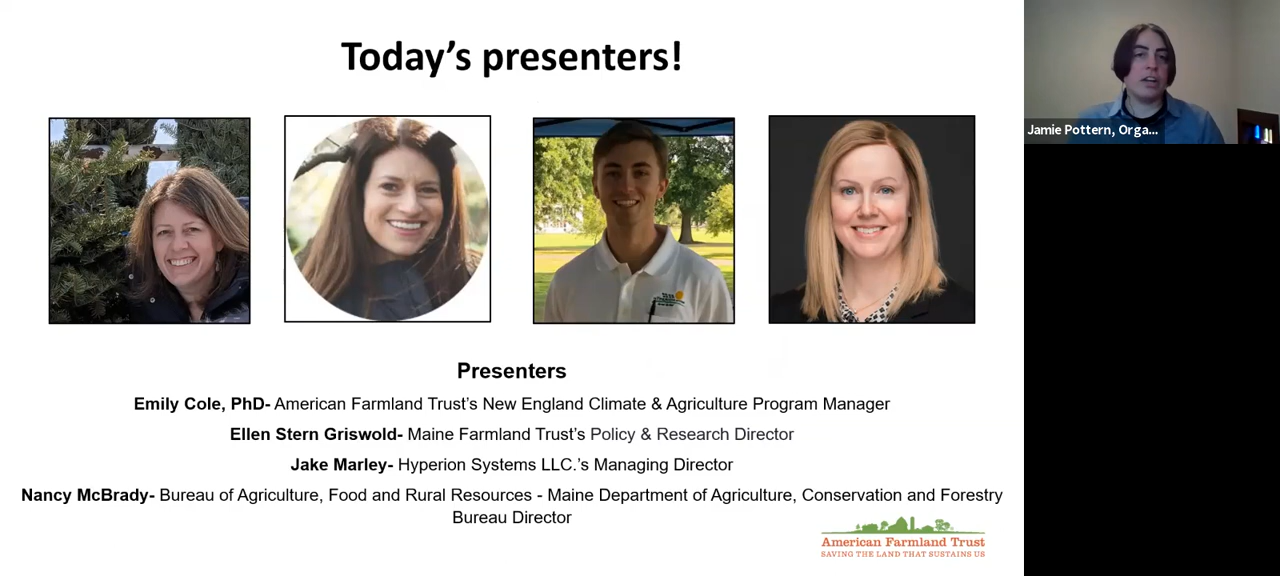 Today's presenters!
Jamie Pottern, Orga...
Presenters
Emily Cole, PhD- American Farmland Trust's New England Climate & Agriculture Program Manager
Ellen Stern Griswold- Maine Farmland Trust's Policy & Research Director
Jake Marley- Hyperion Systems LLC.'s Managing Director
Nancy McBrady- Bureau of Agriculture, Food and Rural Resources - Maine Department of Agriculture, Conservation and Forestry
Bureau Director
American Farmland Trust
SAVING THE LAND THAT SUSTAINS US